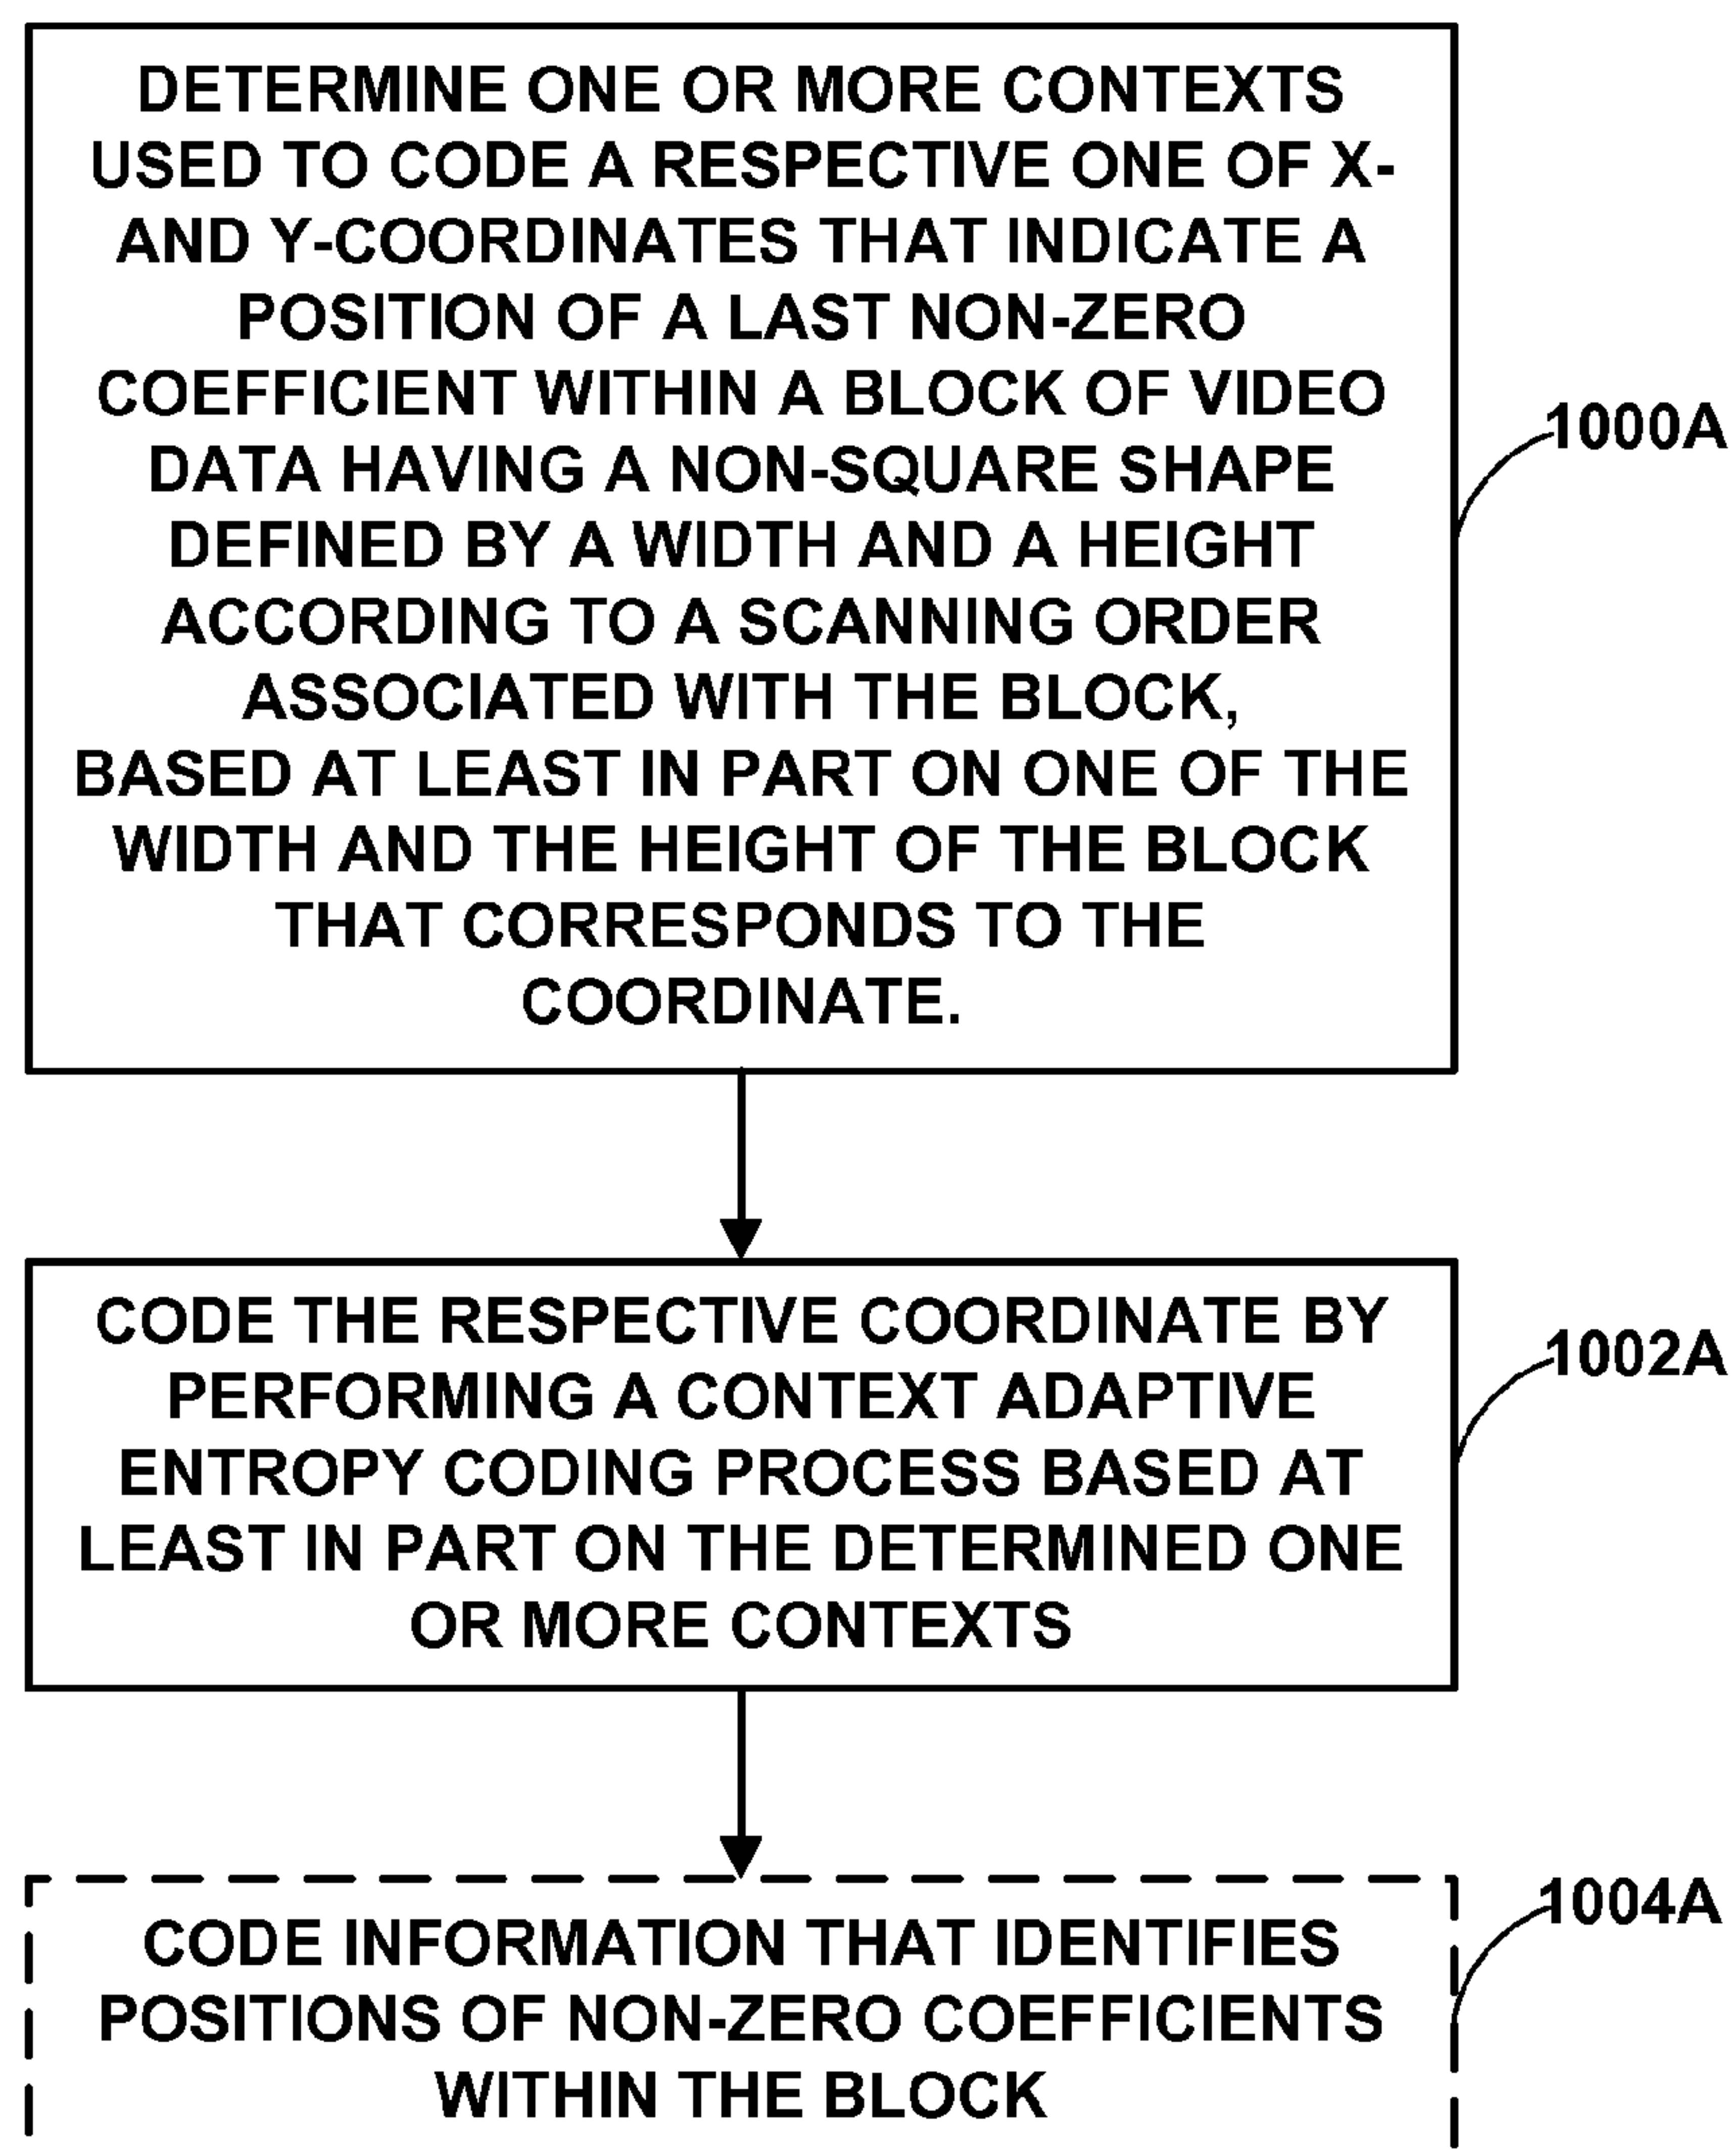 DETERMINE ONE OR MORE CONTEXTS
USED TO CODE A RESPECTIVE ONE OF X-
AND Y-COORDINATES THAT INDICATE A
POSITION OF A LAST NON-ZERO
COEFFICIENT WITHIN A BLOCK OF VIDEO
DATA HAVING A NON-SQUARE SHAPE
DEFINED BY A WIDTH AND A HEIGHT
ACCORDING TO A SCANNING ORDER
ASSOCIATED WITH THE BLOCK,
BASED AT LEAST IN PART ON ONE OF THE
WIDTH AND THE HEIGHT OF THE BLOCK
THAT CORRESPONDS TO THE
COORDINATE.
1000A
CODE THE RESPECTIVE COORDINATE BY
PERFORMING A CONTEXT ADAPTIVE
ENTROPY CODING PROCESS BASED AT
LEAST IN PART ON THE DETERMINED ONE
OR MORE CONTEXTS
1002A
CODE INFORMATION THAT IDENTIFIES
POSITIONS OF NON-ZERO COEFFICIENTS
WITHIN THE BLOCK
1004A